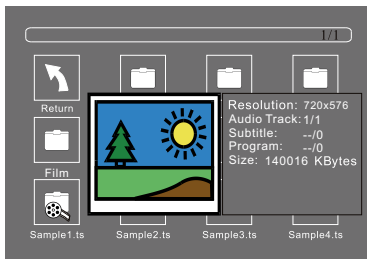 1/1
Return
Resolution: 720x576
Audio Track: 1/1
Subtitle: --/0
Program: --/0
Size: 140016 KBytes
Film
Sample1.ts Sample2.ts Sample3.ts Sample4.ts